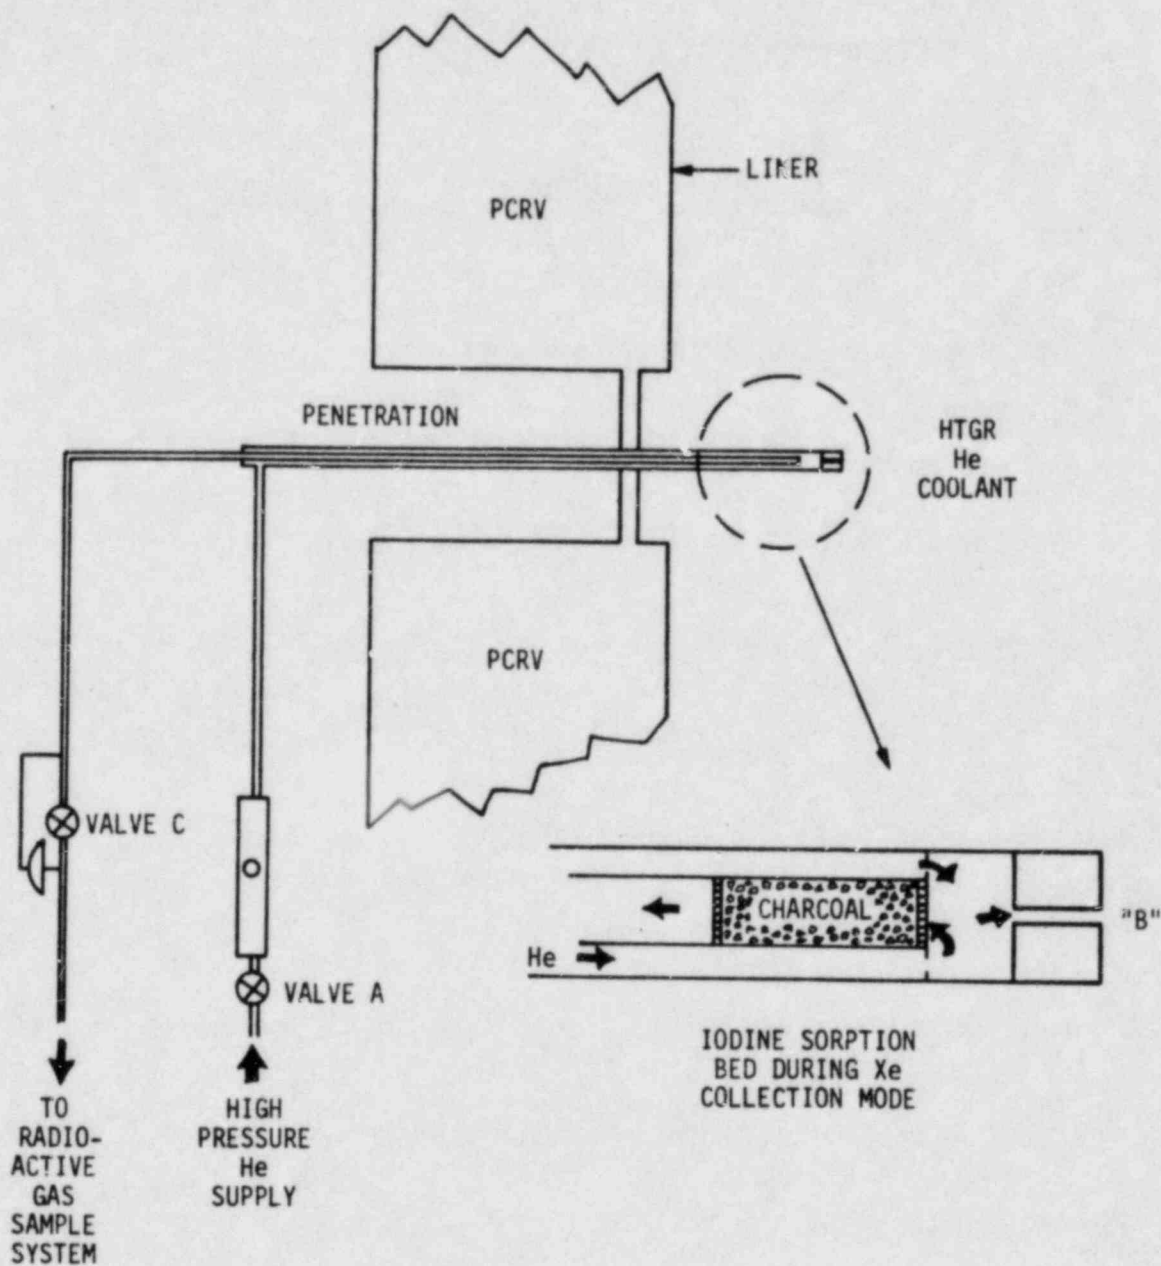 PCRV
LINER
PENETRATION
HTGR
He
COOLANT
PCRV
VALVE C
VALVE A
CHARCOAL
"B"
He
IODINE SORPTION
BED DURING Xe
COLLECTION MODE
TO
RADIO-
ACTIVE
GAS
SAMPLE
SYSTEM
HIGH
PRESSURE
He
SUPPLY